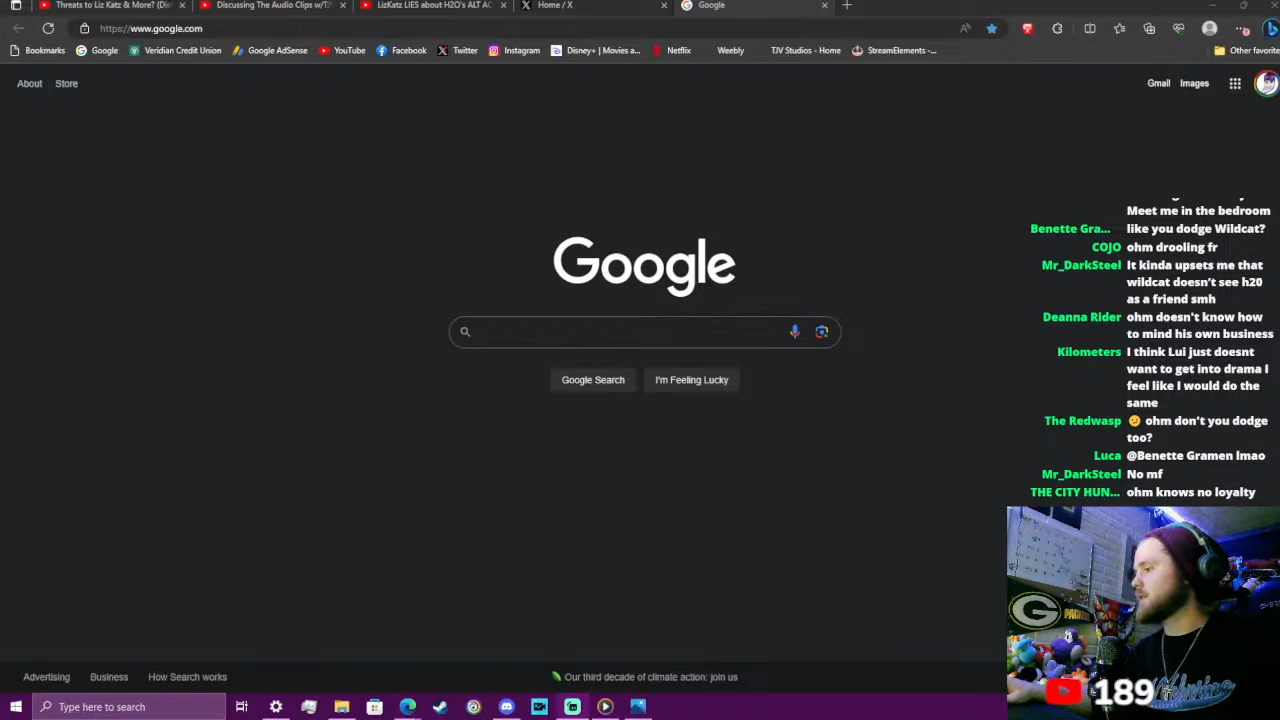 Threats to Liz Katz & More? (Dis
Discussing The Audio Clips w/TJ
LizKatz LIES about H2O's ALT AC
Home / X
Google
https://www.google.com
Bookmarks Google Veridian Credit Union Google AdSense YouTube Facebook Twitter Instagram Disney+ | Movies a... Netflix Weebly TJV Studios - Home StreamElements -... Other favorite
About Store
Gmail Images
Google
Google Search I'm Feeling Lucky
Meet me in the bedroom
Benette Gra... like you dodge Wildcat?
COJO ohm drooling fr
Mr_DarkSteel It kinda upsets me that
wildcat doesn't see h20
as a friend smh
Deanna Rider ohm doesn't know how
to mind his own business
Kilometers I think Lui just doesnt
want to get into drama I
feel like I would do the
same
The Redwasp 🫤 ohm don't you dodge
too?
Luca @Benette Gramen lmao
Mr_DarkSteel No mf
THE CITY HUN... ohm knows no loyalty
G
189
Advertising Business How Search works
Our third decade of climate action: join us
Type here to search